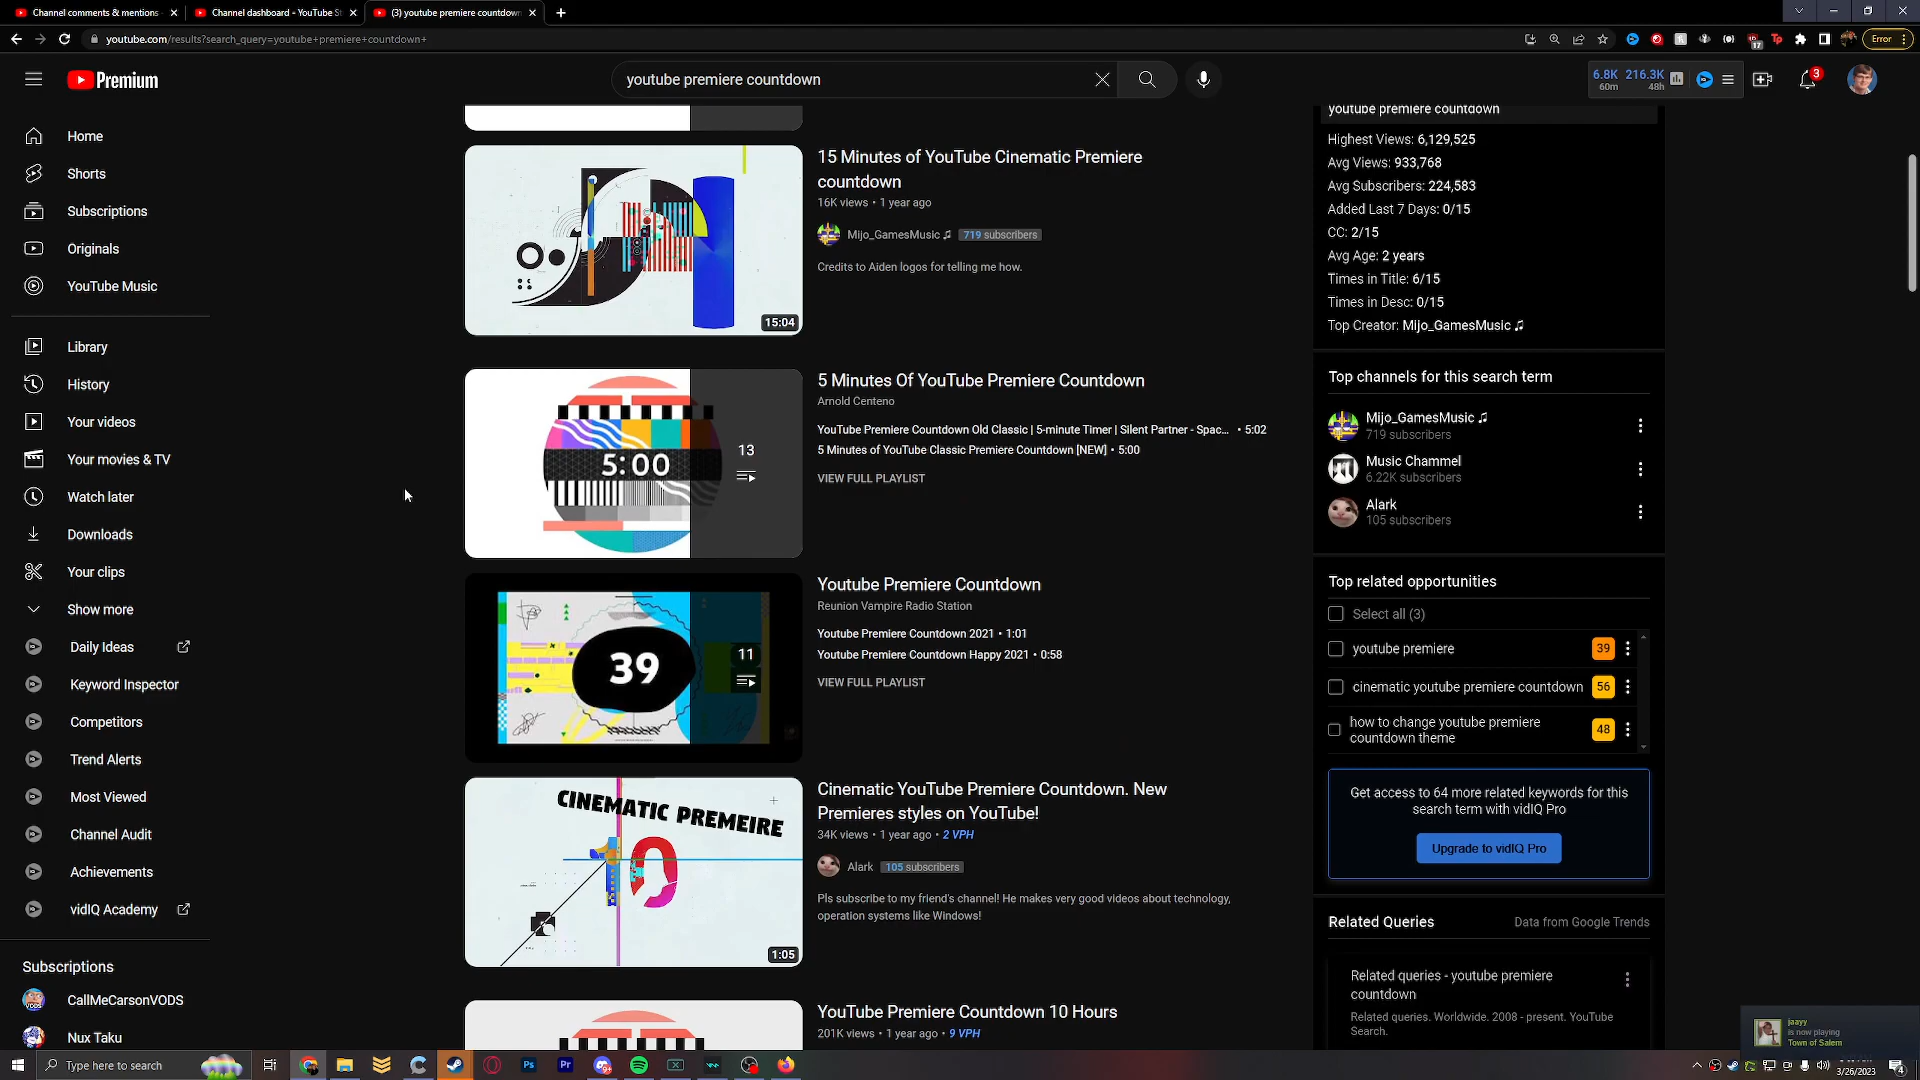 Channel comments & mentions -
Channel dashboard - YouTube St
(3) youtube premiere countdown
youtube.com/results?search_query=youtube+premiere+countdown+
Error
Premium
youtube premiere countdown
6.8K 216.3K
60m 48h
3
Home
Shorts
Subscriptions
Originals
YouTube Music
Library
History
Your videos
Your movies & TV
Watch later
Downloads
Your clips
Show more
Daily Ideas
Keyword Inspector
Competitors
Trend Alerts
Most Viewed
Channel Audit
Achievements
vidIQ Academy
Subscriptions
CallMeCarsonVODS
Nux Taku
15:04
15 Minutes of YouTube Cinematic Premiere
countdown
16K views • 1 year ago
Mijo_GamesMusic ♫ 719 subscribers
Credits to Aiden logos for telling me how.
5:00
13
5 Minutes Of YouTube Premiere Countdown
Arnold Centeno
YouTube Premiere Countdown Old Classic | 5-minute Timer | Silent Partner - Spac... • 5:02
5 Minutes of YouTube Classic Premiere Countdown [NEW] • 5:00
VIEW FULL PLAYLIST
39
11
Youtube Premiere Countdown
Reunion Vampire Radio Station
Youtube Premiere Countdown 2021 • 1:01
Youtube Premiere Countdown Happy 2021 • 0:58
VIEW FULL PLAYLIST
CINEMATIC PREMEIRE
10
1:05
Cinematic YouTube Premiere Countdown. New
Premieres styles on YouTube!
34K views • 1 year ago • 2 VPH
Alark 105 subscribers
Pls subscribe to my friend's channel! He makes very good videos about technology,
operation systems like Windows!
YouTube Premiere Countdown 10 Hours
201K views • 1 year ago • 9 VPH
youtube premiere countdown
Highest Views: 6,129,525
Avg Views: 933,768
Avg Subscribers: 224,583
Added Last 7 Days: 0/15
CC: 2/15
Avg Age: 2 years
Times in Title: 6/15
Times in Desc: 0/15
Top Creator: Mijo_GamesMusic ♫
Top channels for this search term
Mijo_GamesMusic ♫
719 subscribers
Music Chammel
6.22K subscribers
Alark
105 subscribers
Top related opportunities
Select all (3)
youtube premiere 39
cinematic youtube premiere countdown 56
how to change youtube premiere
countdown theme 48
Get access to 64 more related keywords for this
search term with vidIQ Pro
Upgrade to vidIQ Pro
Related Queries Data from Google Trends
Related queries - youtube premiere
countdown
Related queries. Worldwide. 2008 - present. YouTube
Search.
jaayy
is now playing
Town of Salem
Type here to search
3/26/2023